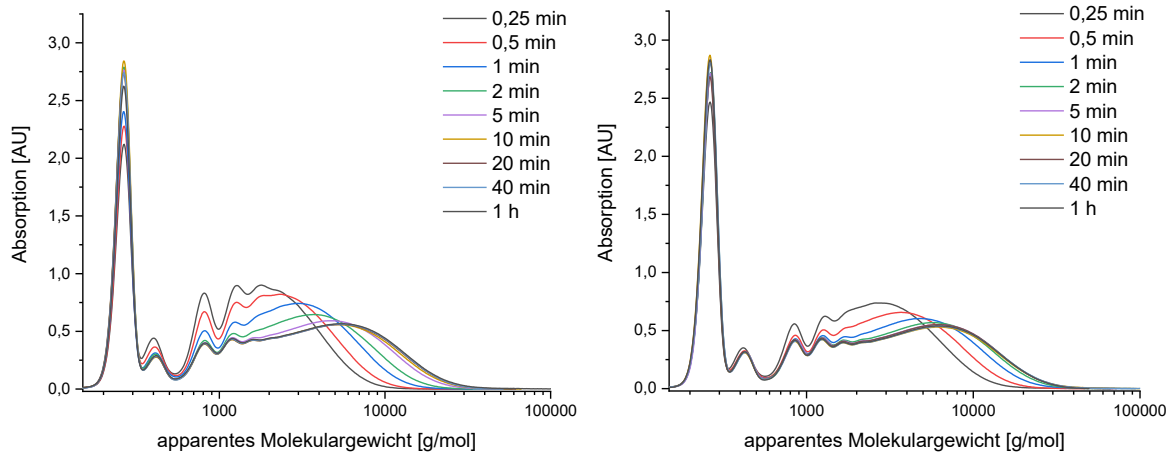 0,25 min
0,5 min
1 min
2 min
5 min
10 min
20 min
40 min
1 h
3,0
2,5
2,0
1,5
1,0
0,5
0,0
Absorption [AU]
1000
10000
100000
apparentes Molekulargewicht [g/mol]
0,25 min
0,5 min
1 min
2 min
5 min
10 min
20 min
40 min
1 h
3,0
2,5
2,0
1,5
1,0
0,5
0,0
Absorption [AU]
1000
10000
100000
apparentes Molekulargewicht [g/mol]